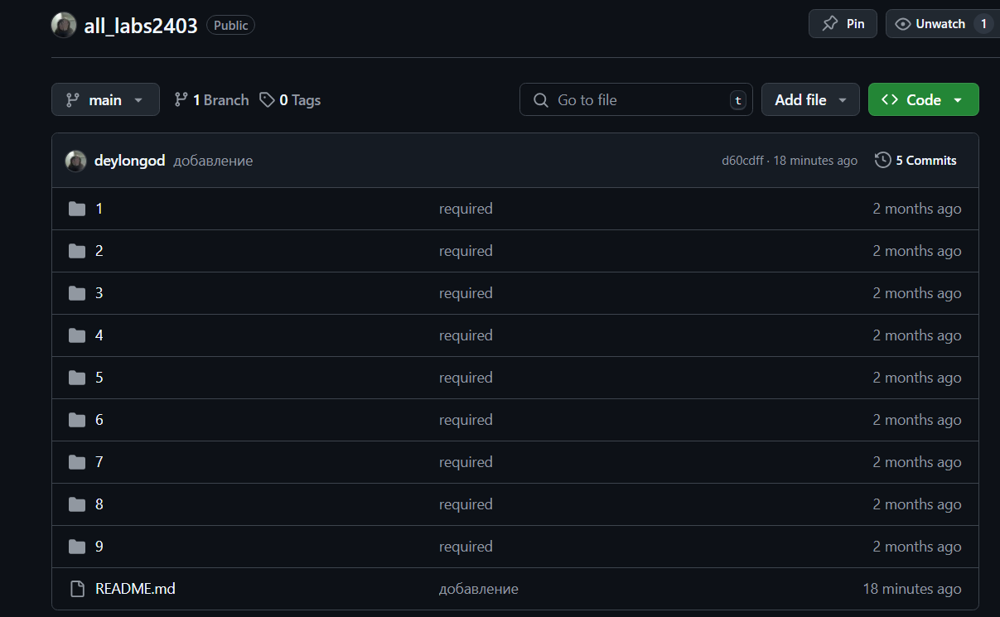 all_labs2403 Public Pin Unwatch 1
main 1 Branch 0 Tags Go to file t Add file Code
deylongod добавление d60cdff · 18 minutes ago 5 Commits
1 required 2 months ago
2 required 2 months ago
3 required 2 months ago
4 required 2 months ago
5 required 2 months ago
6 required 2 months ago
7 required 2 months ago
8 required 2 months ago
9 required 2 months ago
README.md добавление 18 minutes ago